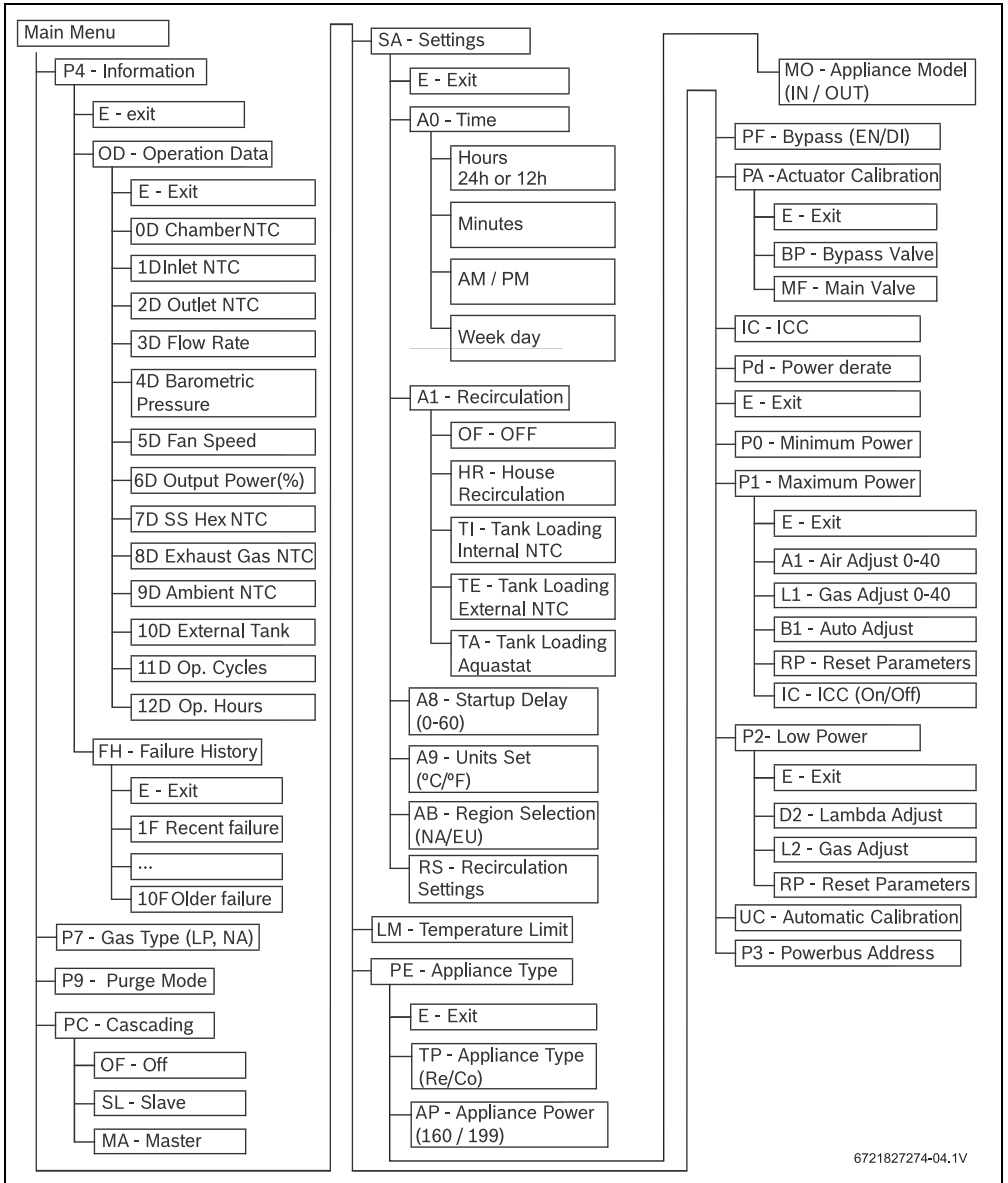 Main Menu
P4 - Information
E - exit
OD - Operation Data
E - Exit
0D ChamberNTC
1DInlet NTC
2D Outlet NTC
3D Flow Rate
4D Barometric
Pressure
5D Fan Speed
6D Output Power(%)
7D SS Hex NTC
8D Exhaust Gas NTC
9D Ambient NTC
10D External Tank
11D Op. Cycles
12D Op. Hours
FH - Failure History
E - Exit
1F Recent failure
...
10F Older failure
P7 - Gas Type (LP, NA)
P9 - Purge Mode
PC - Cascading
OF - Off
SL - Slave
MA - Master
SA - Settings
E - Exit
A0 - Time
Hours
24h or 12h
Minutes
AM / PM
Week day
A1 - Recirculation
OF - OFF
HR - House
Recirculation
TI - Tank Loading
Internal NTC
TE - Tank Loading
External NTC
TA - Tank Loading
Aquastat
A8 - Startup Delay
(0-60)
A9 - Units Set
(ºC/ºF)
AB - Region Selection
(NA/EU)
RS - Recirculation
Settings
LM - Temperature Limit
PE - Appliance Type
E - Exit
TP - Appliance Type
(Re/Co)
AP - Appliance Power
(160 / 199)
MO - Appliance Model
(IN / OUT)
PF - Bypass (EN/DI)
PA -Actuator Calibration
E - Exit
BP - Bypass Valve
MF - Main Valve
IC - ICC
Pd - Power derate
E - Exit
P0 - Minimum Power
P1 - Maximum Power
E - Exit
A1 - Air Adjust 0-40
L1 - Gas Adjust 0-40
B1 - Auto Adjust
RP - Reset Parameters
IC - ICC (On/Off)
P2- Low Power
E - Exit
D2 - Lambda Adjust
L2 - Gas Adjust
RP - Reset Parameters
UC - Automatic Calibration
P3 - Powerbus Address
6721827274-04.1V